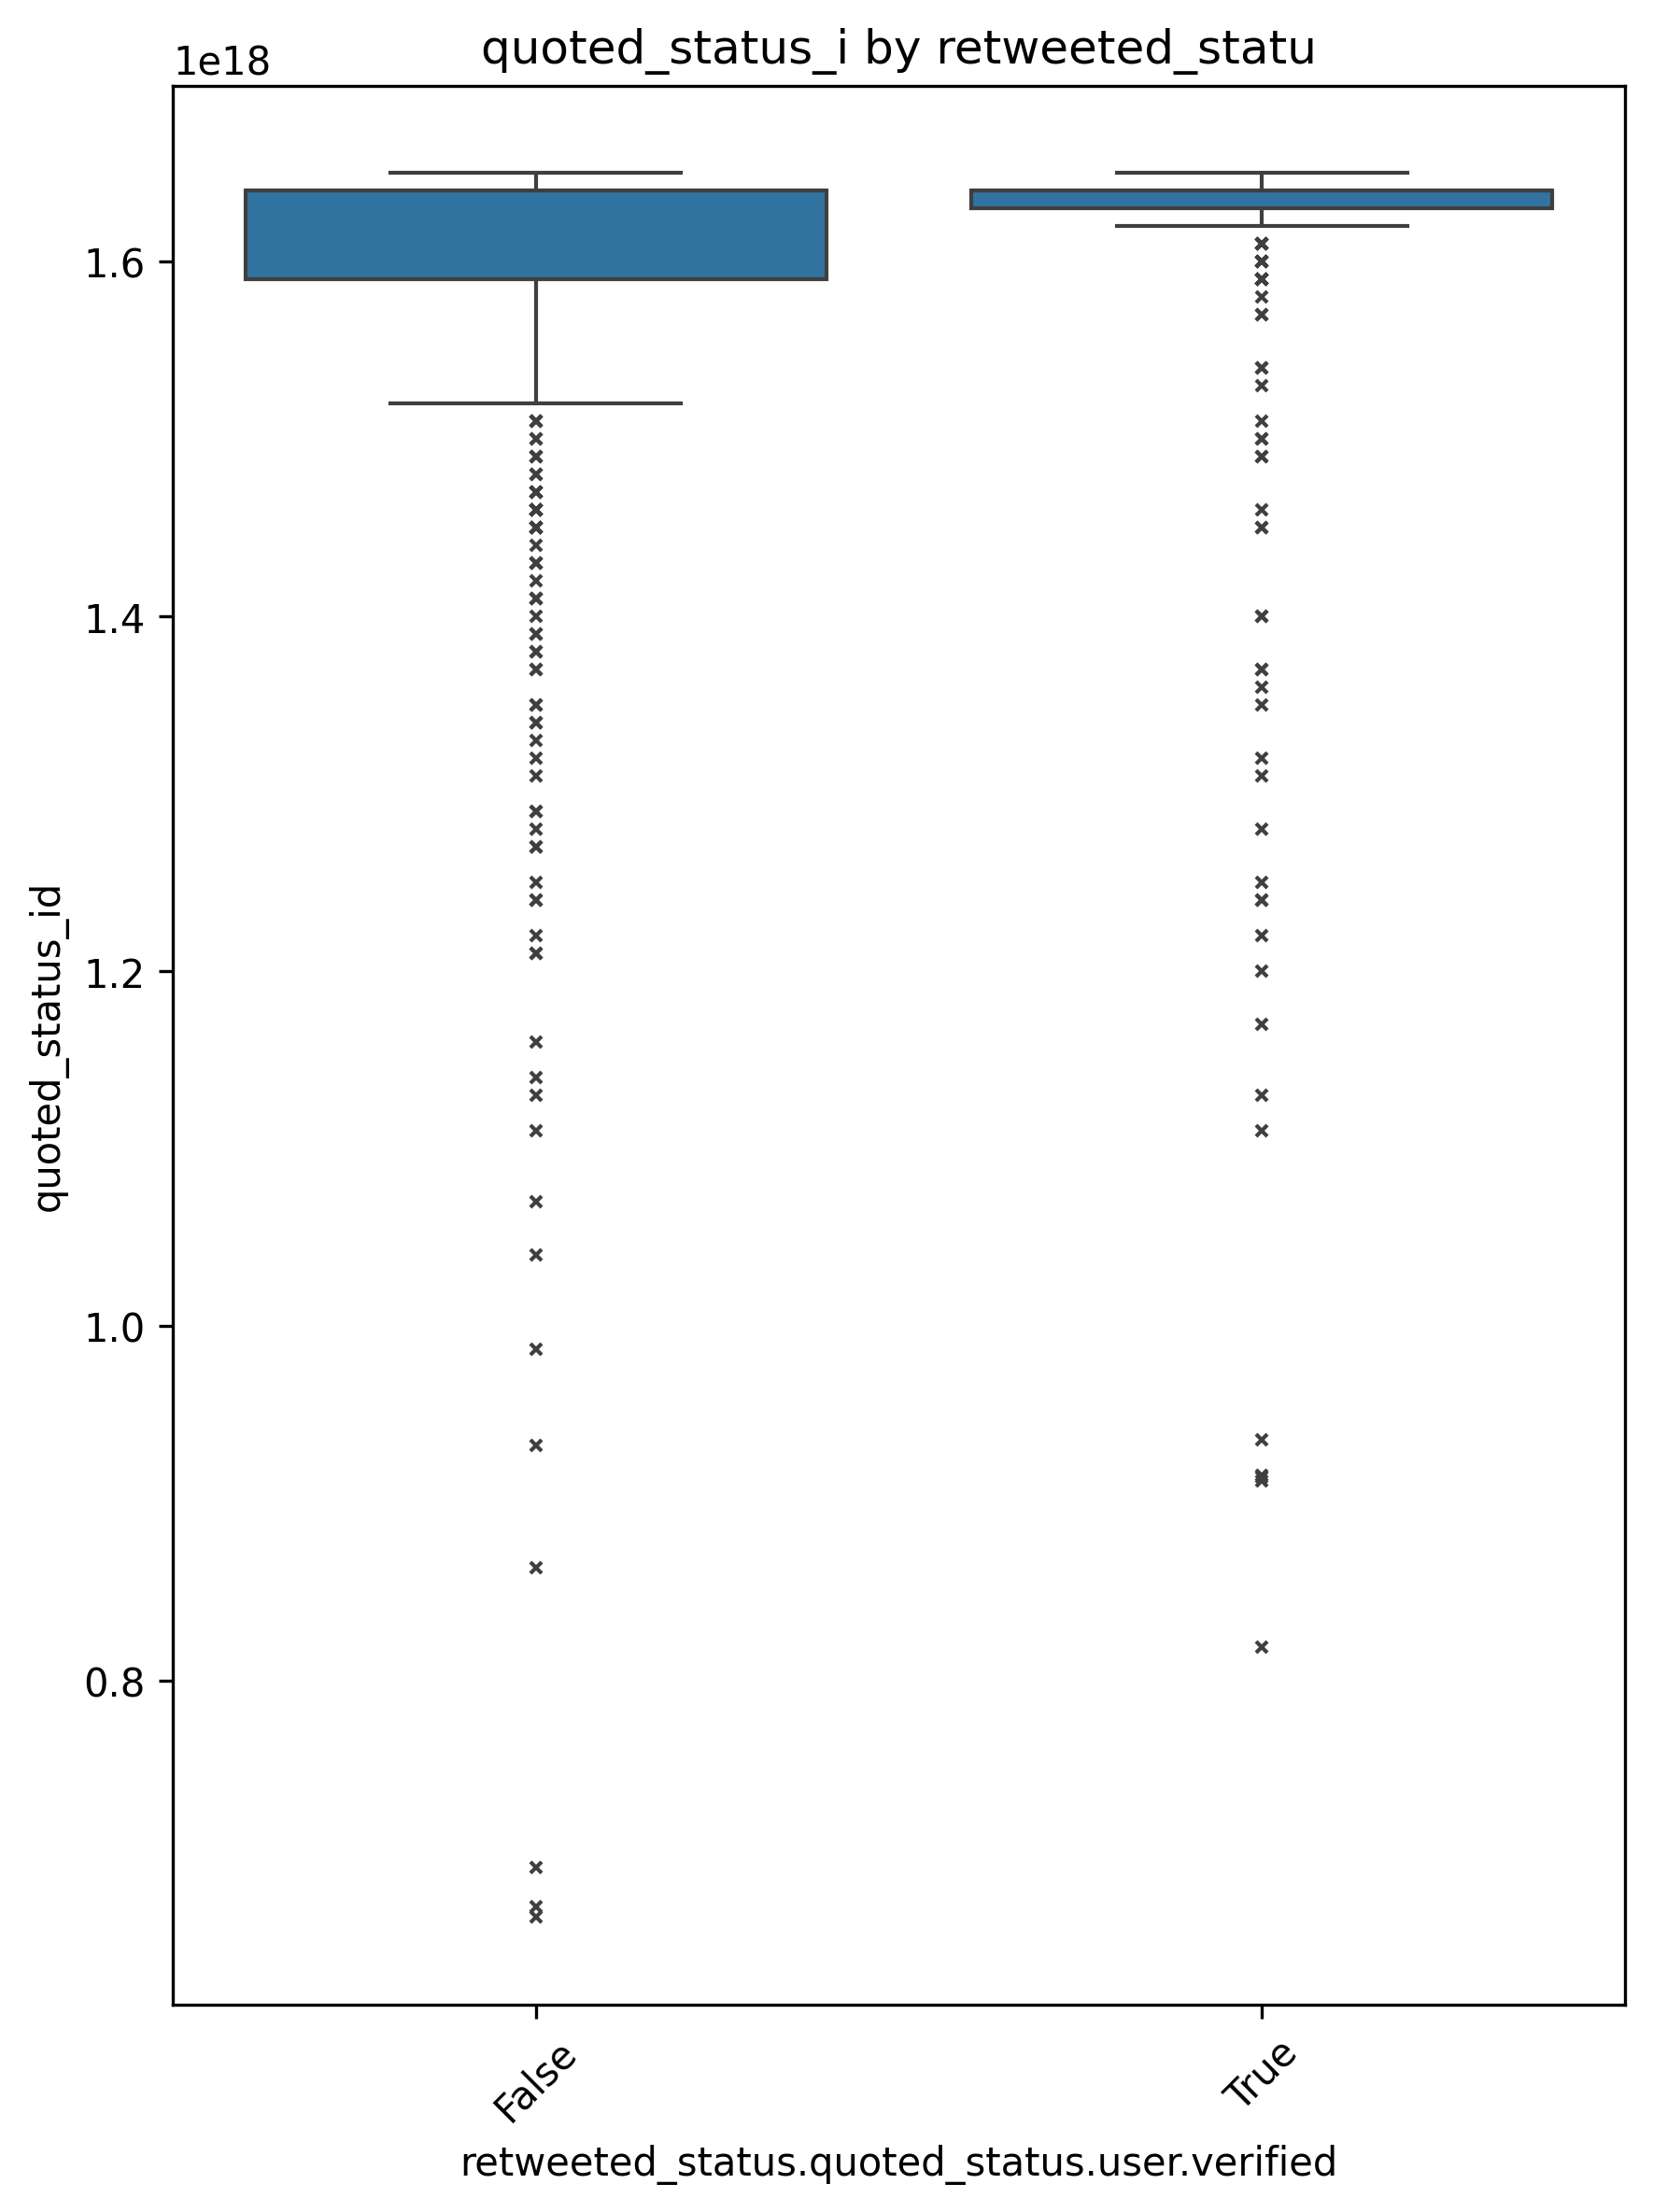 quoted_status_i by retweeted_statu
1e18
1.6
1.4
1.2
1.0
0.8
quoted_status_id
False
True
retweeted_status.quoted_status.user.verified